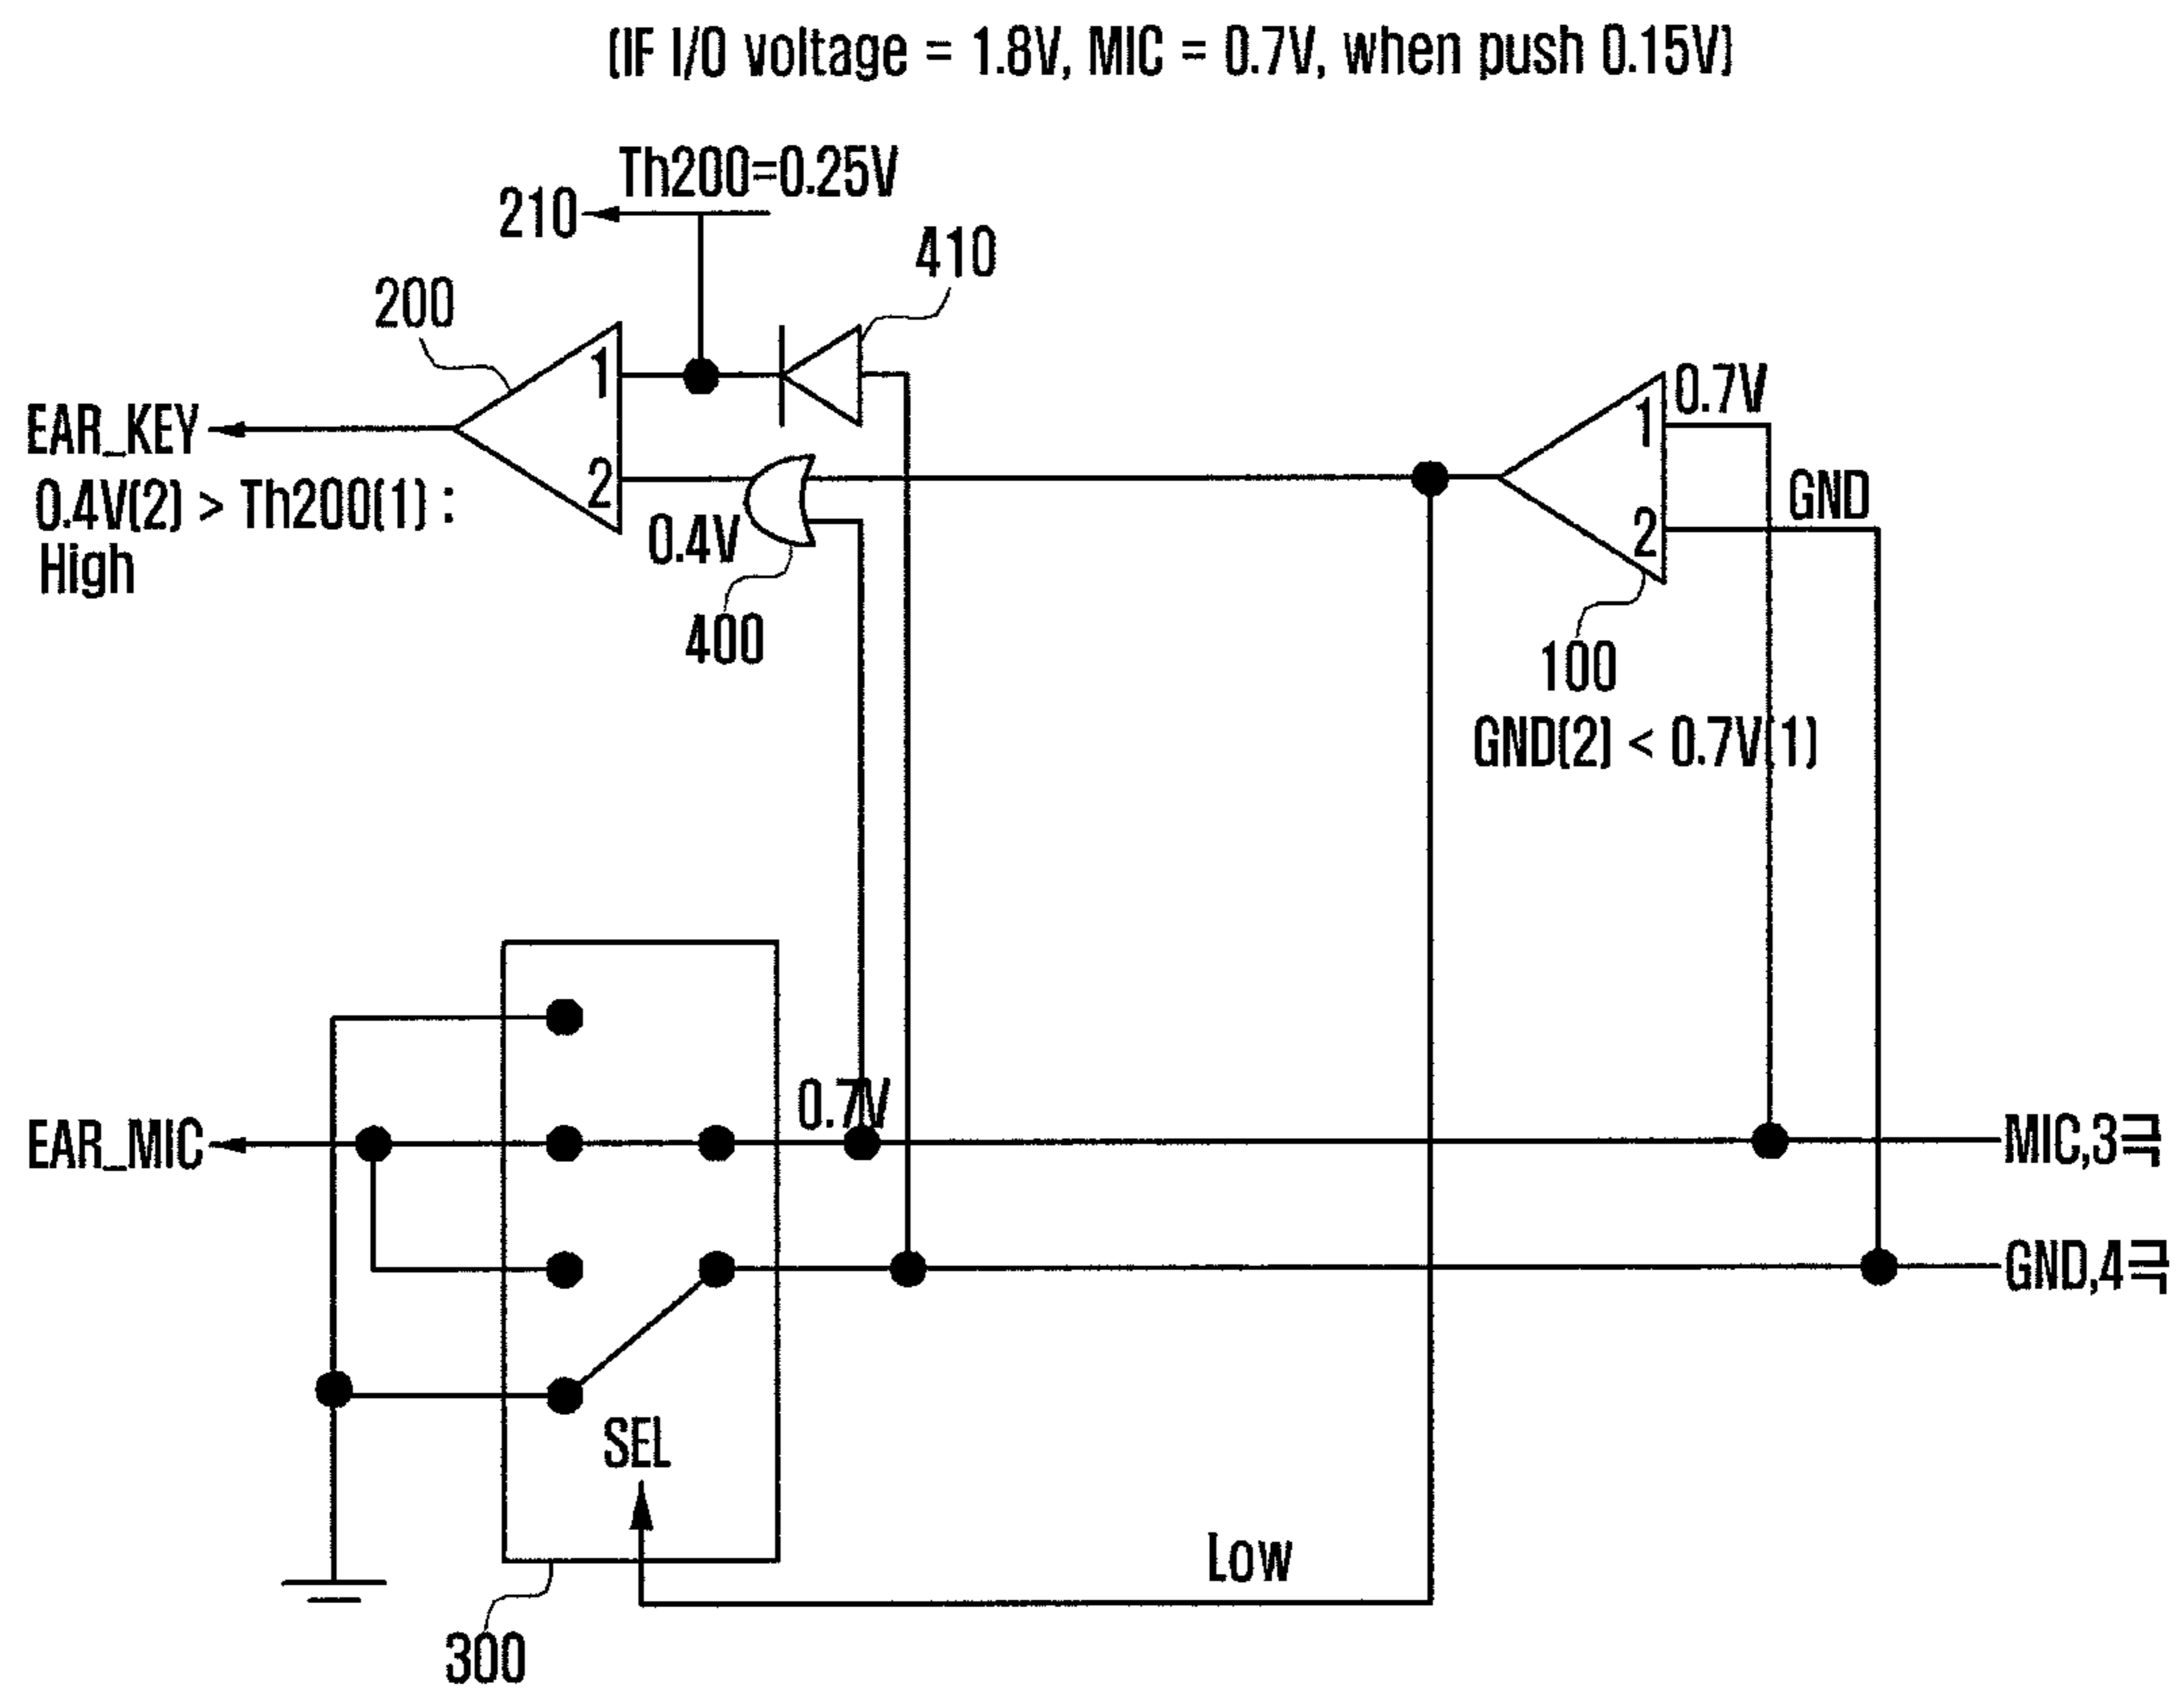 (IF I/O voltage = 1.8V, MIC = 0.7V, when push 0.15V)
Th200=0.25V
210
410
200
1
2
EAR_KEY
0.4V(2) > Th200(1) :
High
0.4V
400
0.7V
1
2
GND
100
GND(2) < 0.7V(1)
0.7V
EAR_MIC
MIC,3극
GND,4극
SEL
Low
300